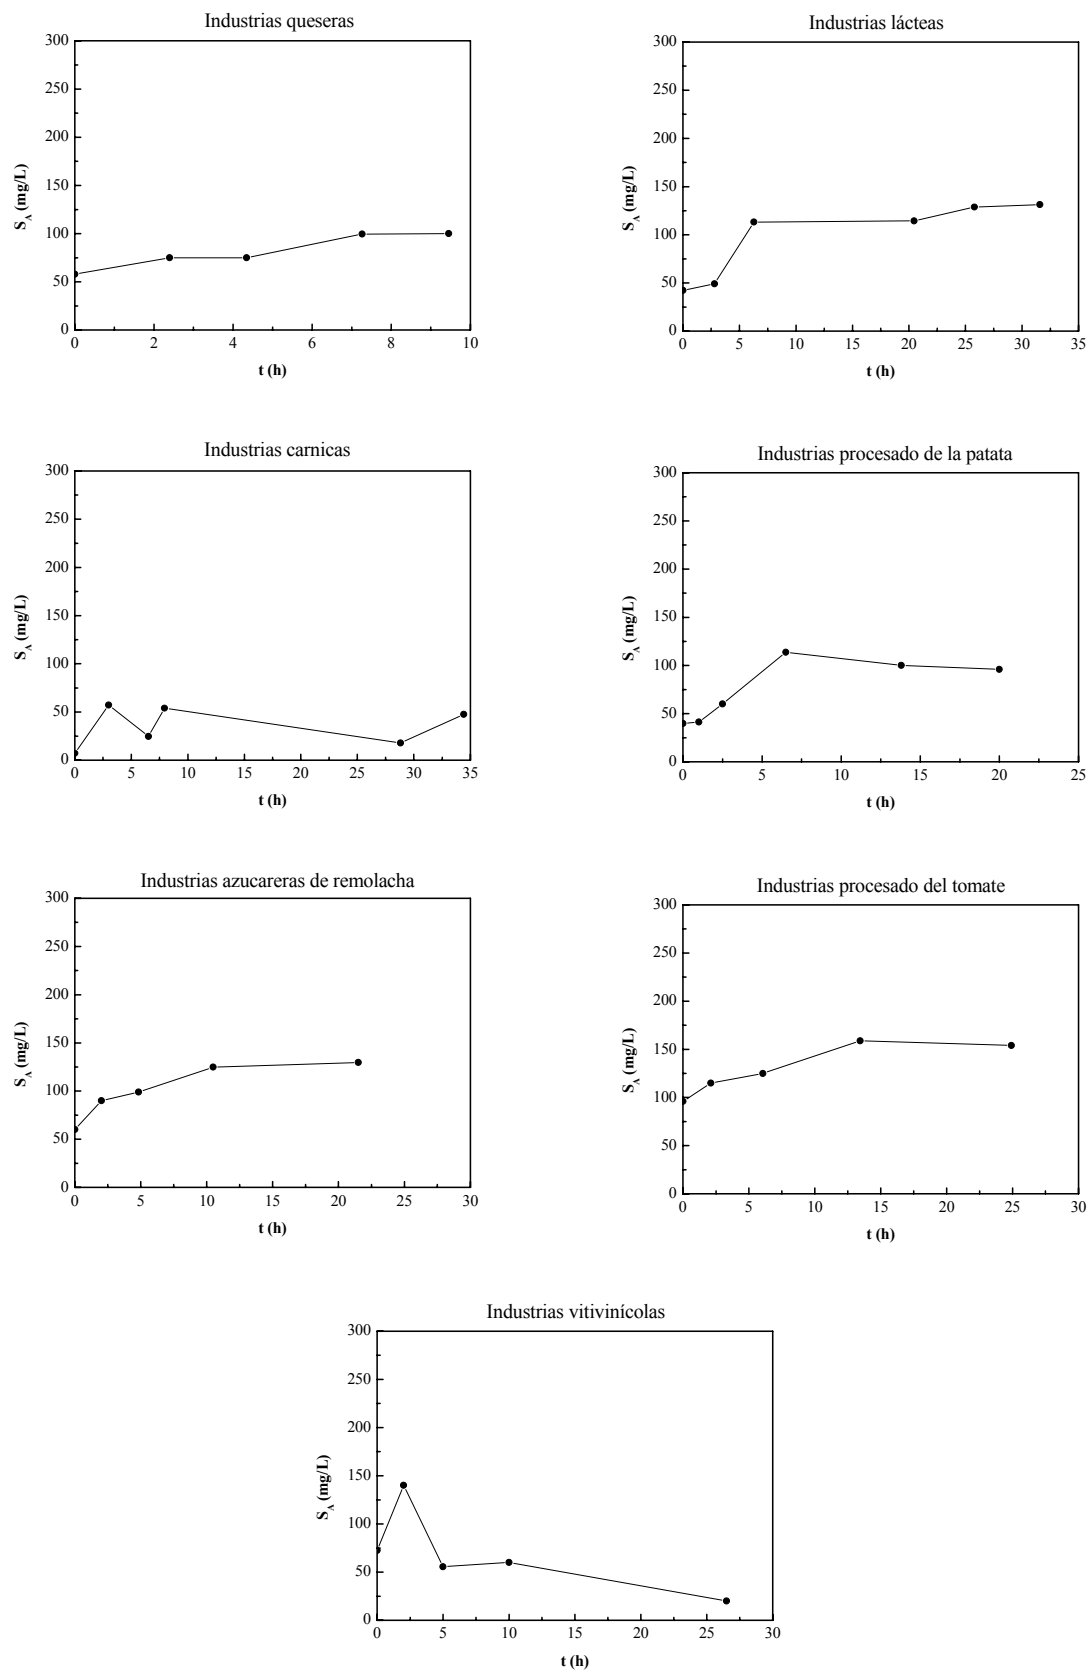 Industrias queseras
300
250
200
150
100
50
0
S_A (mg/L)
0 2 4 6 8 10
t (h)
Industrias lácteas
300
250
200
150
100
50
0
S_A (mg/L)
0 5 10 15 20 25 30 35
t (h)
Industrias carnicas
300
250
200
150
100
50
0
S_A (mg/L)
0 5 10 15 20 25 30 35
t (h)
Industrias procesado de la patata
300
250
200
150
100
50
0
S_A (mg/L)
0 5 10 15 20 25
t (h)
Industrias azucareras de remolacha
300
250
200
150
100
50
0
S_A (mg/L)
0 5 10 15 20 25 30
t (h)
Industrias procesado del tomate
300
250
200
150
100
50
0
S_A (mg/L)
0 5 10 15 20 25 30
t (h)
Industrias vitivinícolas
300
250
200
150
100
50
0
S_A (mg/L)
0 5 10 15 20 25 30
t (h)